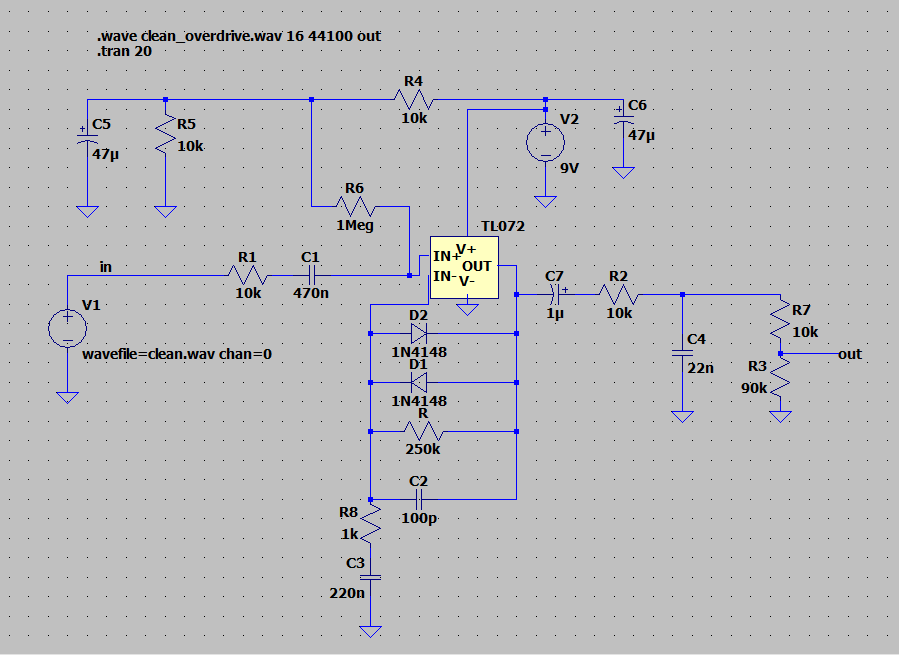 .wave clean_overdrive.wav 16 44100 out
.tran 20
R4
10k
C5
47µ
R5
10k
V2
9V
C6
47µ
R6
1Meg
TL072
V+
IN+
OUT
IN-
V-
in
R1
10k
C1
470n
V1
wavefile=clean.wav chan=0
C7
1µ
R2
10k
R7
10k
D2
1N4148
D1
1N4148
R
250k
C4
22n
out
R3
90k
C2
100p
R8
1k
C3
220n